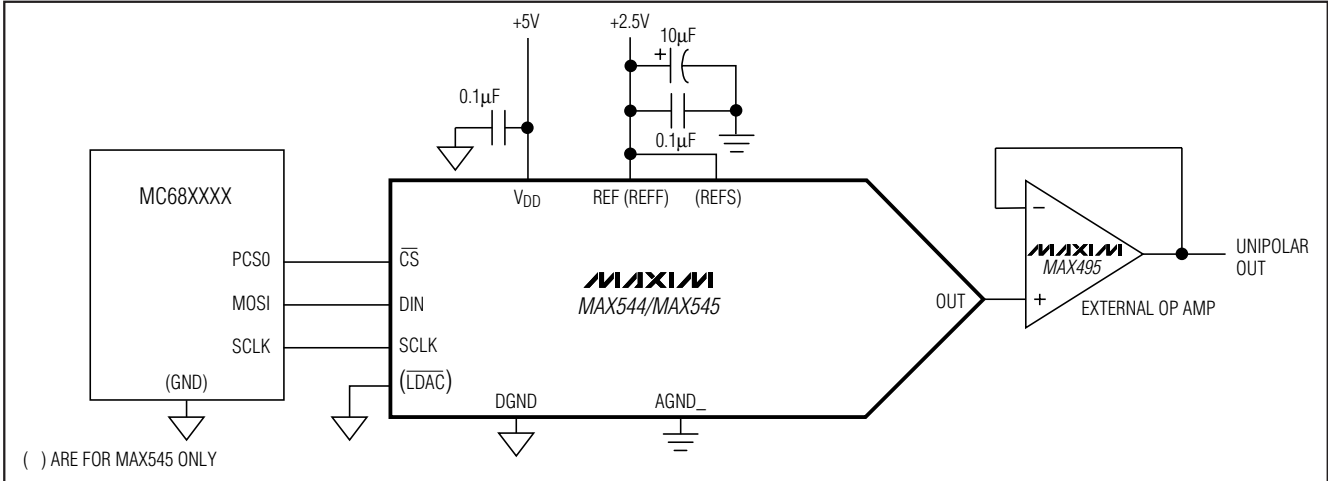 +5V
+2.5V
10μF
+
0.1μF
0.1μF
MC68XXXX
VDD
REF (REFF)
(REFS)
PCS0
CS
MOSI
DIN
SCLK
SCLK
(LDAC)
(GND)
DGND
AGND_
MAXIM
MAX544/MAX545
OUT
−
+
MAXIM
MAX495
UNIPOLAR
OUT
EXTERNAL OP AMP
( ) ARE FOR MAX545 ONLY